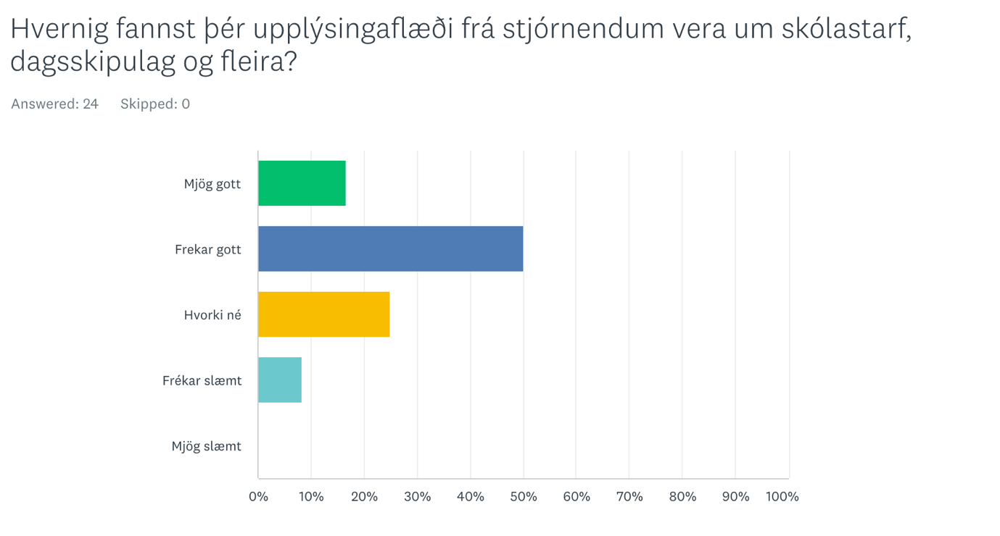 Hvernig fannst þér upplýsingaflæði frá stjórnendum vera um skólastarf,
dagsskipulag og fleira?
Answered: 24 Skipped: 0
Mjög gott
Frekar gott
Hvorki né
Frékar slæmt
Mjög slæmt
0% 10% 20% 30% 40% 50% 60% 70% 80% 90% 100%